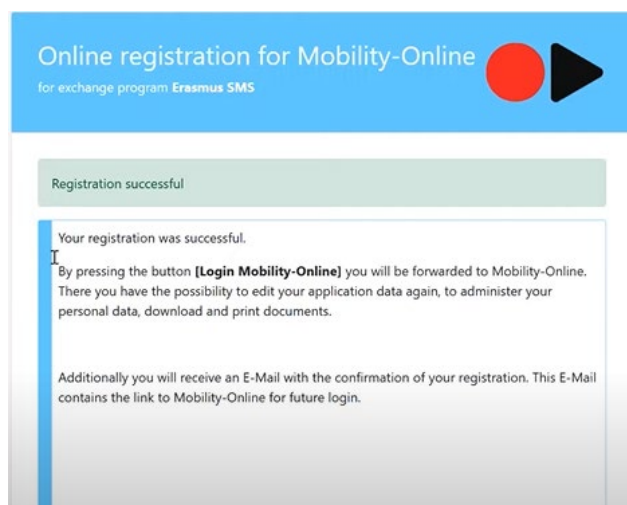 Online registration for Mobility-Online
for exchange program Erasmus SMS
Registration successful
Your registration was successful.
By pressing the button [Login Mobility-Online] you will be forwarded to Mobility-Online.
There you have the possibility to edit your application data again, to administer your
personal data, download and print documents.
Additionally you will receive an E-Mail with the confirmation of your registration. This E-Mail
contains the link to Mobility-Online for future login.